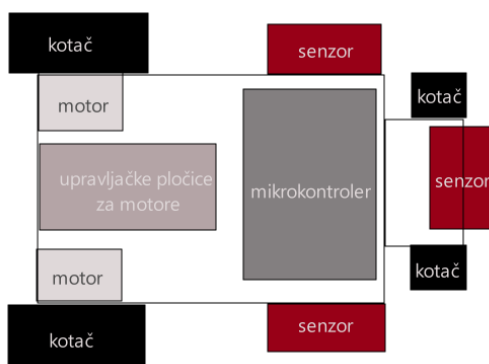 kotač
senzor
kotač
motor
upravljačke pločice
za motore
mikrokontroler
senzor
motor
kotač
kotač
senzor